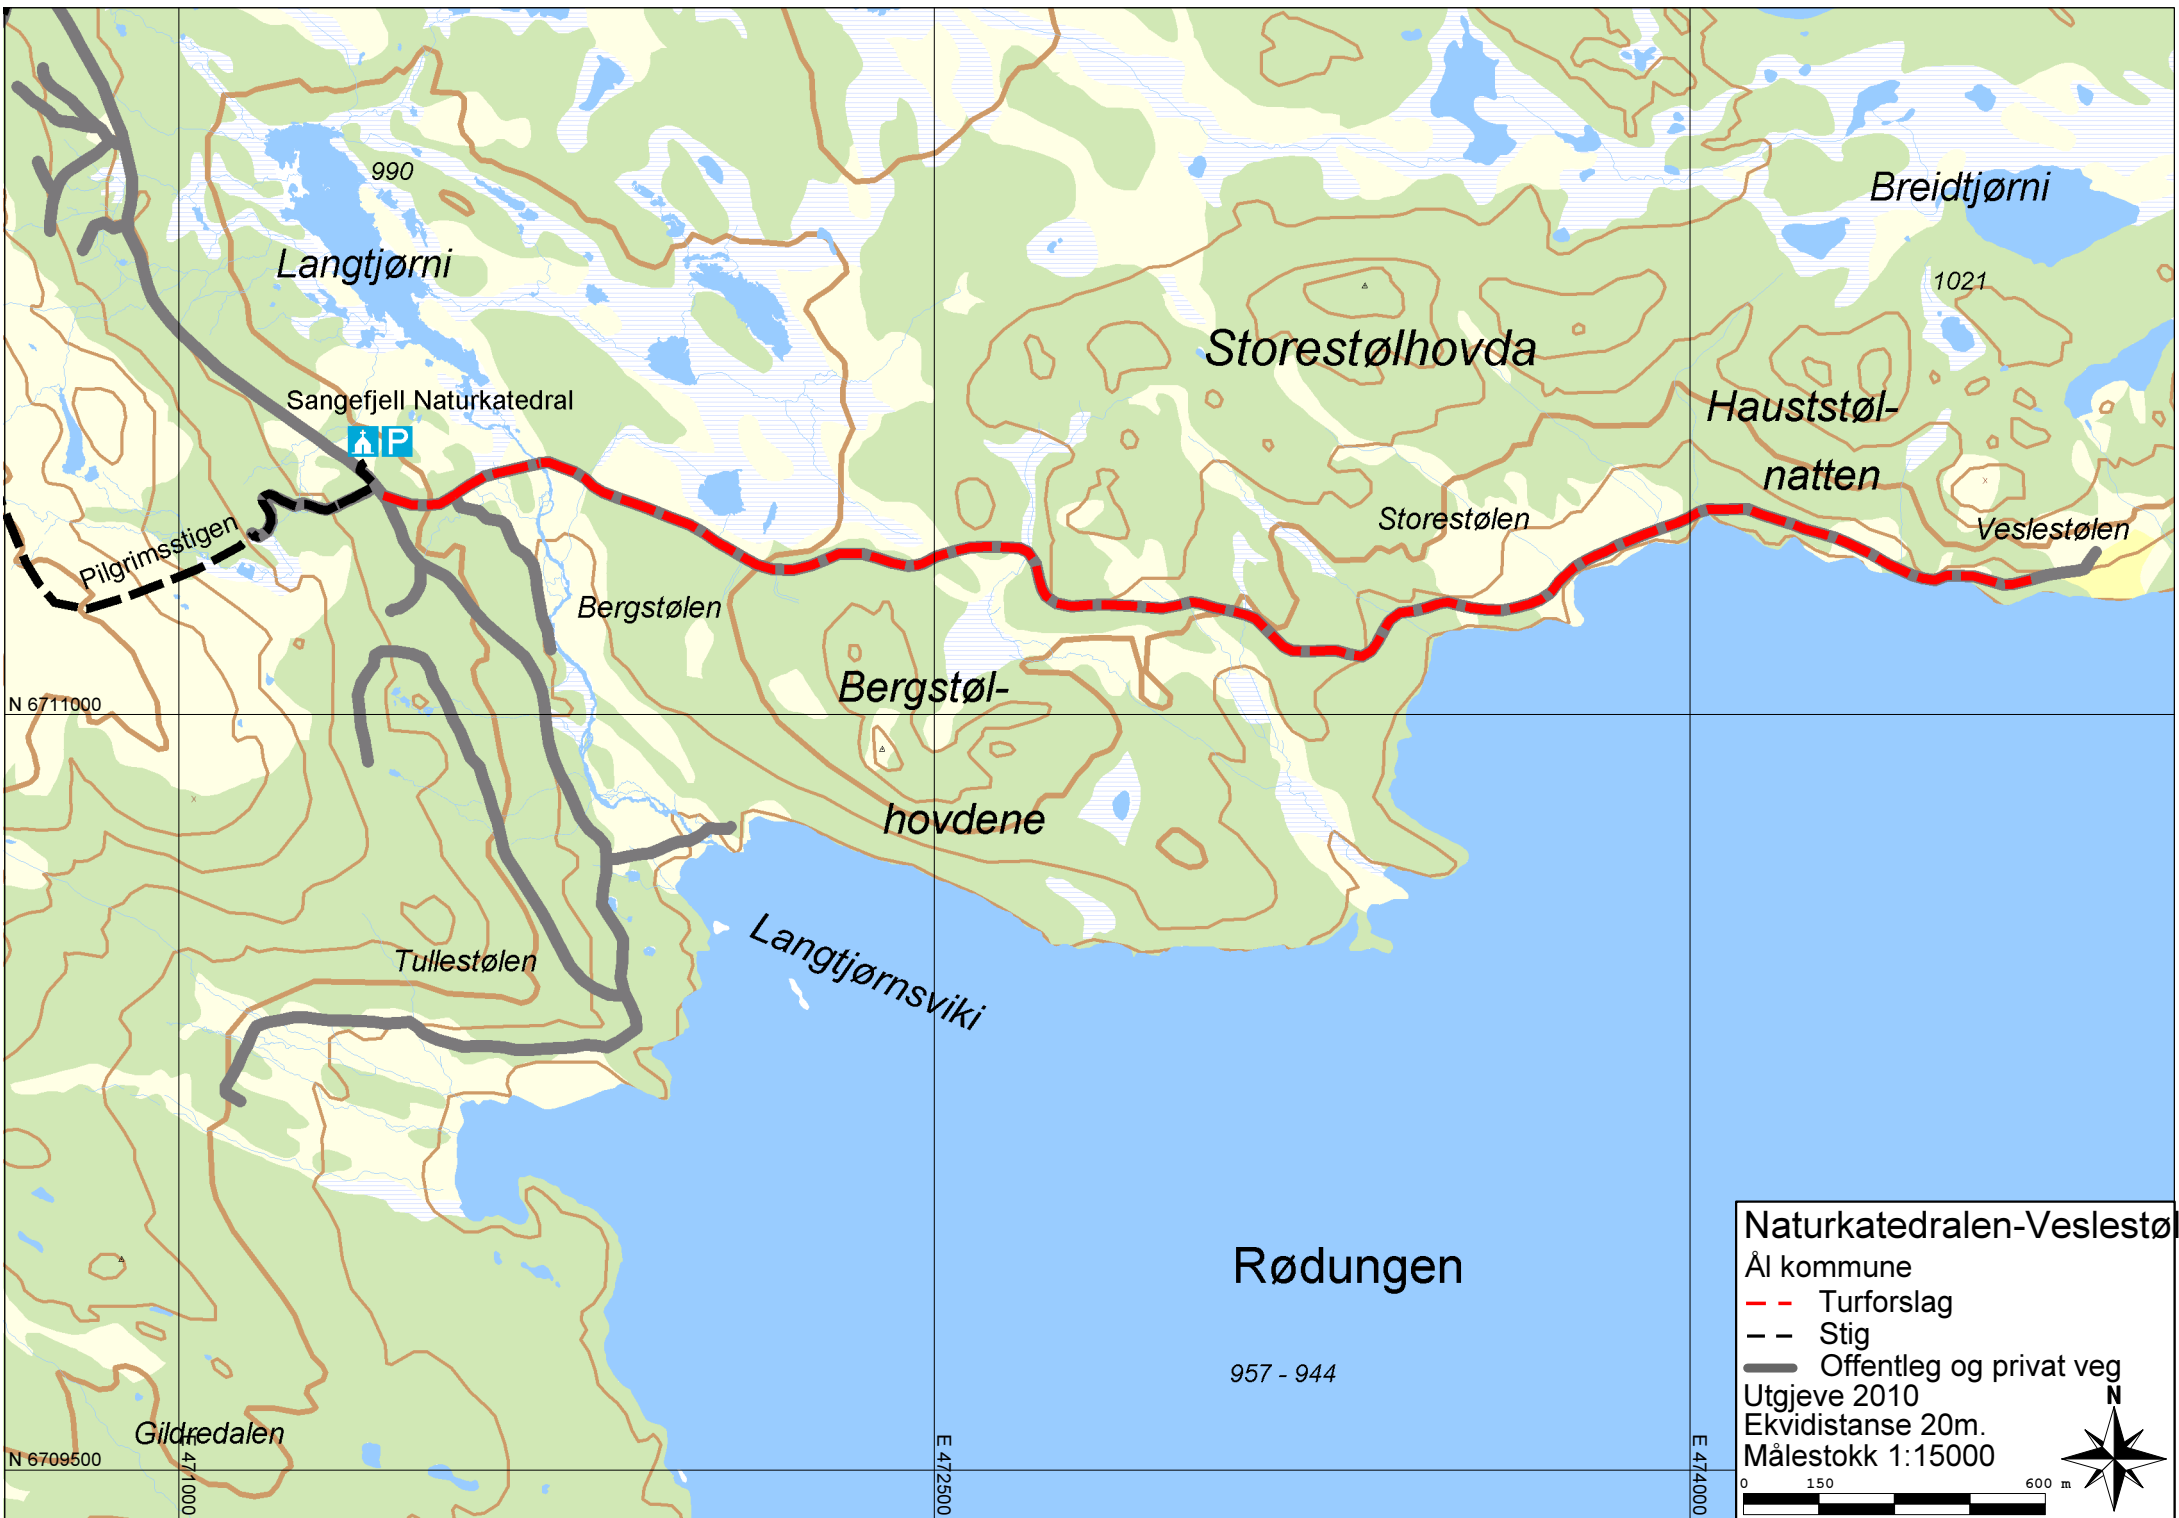 990
Breidtjørni
Langtjørni
1021
Storestølhovda
Sangefjell Naturkatedral
P
Hauststøl-
natten
Storestølen
Veslestølen
Pilgrimsstigen
Bergstølen
Bergstøl-
hovdene
N 6711000
Langtjørnsviki
Tullestølen
Rødungen
957 - 944
Gildredalen
N 6709500
E 471000
E 472500
E 474000
Naturkatedralen-Veslestøl
Ål kommune
Turforslag
Stig
Offentleg og privat veg
Utgjeve 2010
Ekvidistanse 20m.
Målestokk 1:15000
N
0 150 600 m